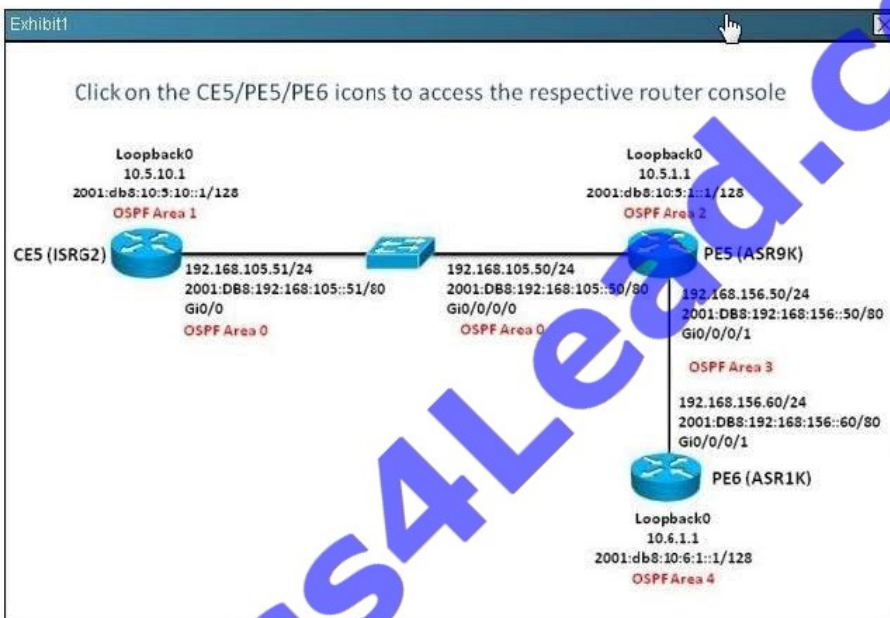 Exhibit1
Click on the CE5/PE5/PE6 icons to access the respective router console
Loopback0
10.5.10.1
2001:db8:10:5:10::1/128
OSPF Area 1
Loopback0
10.5.1.1
2001:db8:10:5:1::1/128
OSPF Area 2
CE5 (ISRG2)
PE5 (ASR9K)
192.168.105.51/24
2001:DB8:192:168:105::51/80
Gi0/0
OSPF Area 0
192.168.105.50/24
2001:DB8:192:168:105::50/80
Gi0/0/0/0
OSPF Area 0
192.168.156.50/24
2001:DB8:192:168:156::50/80
Gi0/0/0/1
OSPF Area 3
192.168.156.60/24
2001:DB8:192:168:156::60/80
Gi0/0/0/1
PE6 (ASR1K)
Loopback0
10.6.1.1
2001:db8:10:6:1::1/128
OSPF Area 4
s4Lead.c